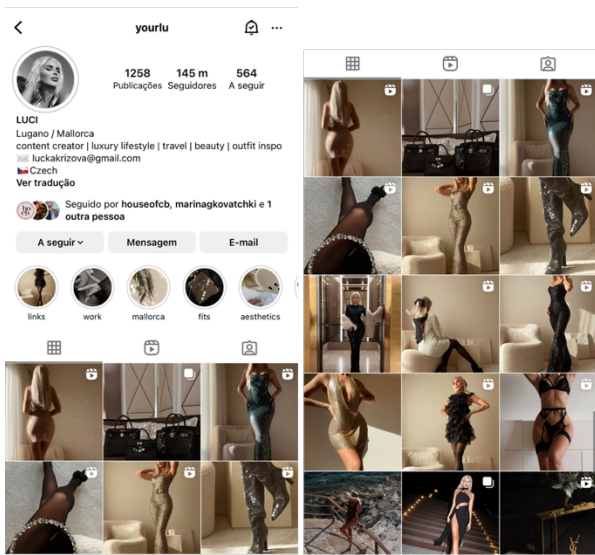 yourlu
1258 145 m 564
Publicações Seguidores A seguir
LUCI
Lugano / Mallorca
content creator | luxury lifestyle | travel | beauty | outfit inspo
✉️ luckakrizova@gmail.com
🇨🇿Czech
Ver tradução
Seguido por houseofcb, marinagkovatchki e 1
outra pessoa
A seguir Mensagem E-mail
links work mallorca fits aesthetics